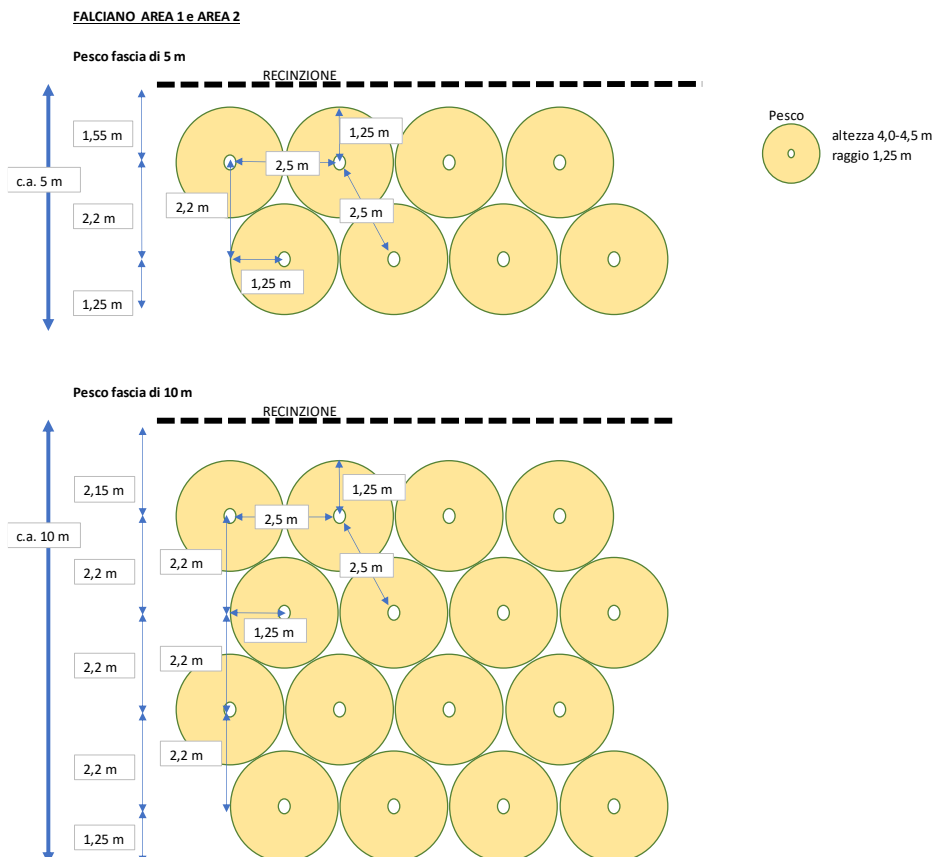 FALCIANO AREA 1 e AREA 2
Pesco fascia di 5 m
RECINZIONE
Pesco
altezza 4,0-4,5 m
raggio 1,25 m
1,55 m
1,25 m
2,5 m
c.a. 5 m
2,2 m
2,2 m
2,5 m
1,25 m
1,25 m
Pesco fascia di 10 m
RECINZIONE
2,15 m
1,25 m
2,5 m
c.a. 10 m
2,2 m
2,2 m
2,5 m
1,25 m
2,2 m
2,2 m
2,2 m
2,2 m
1,25 m